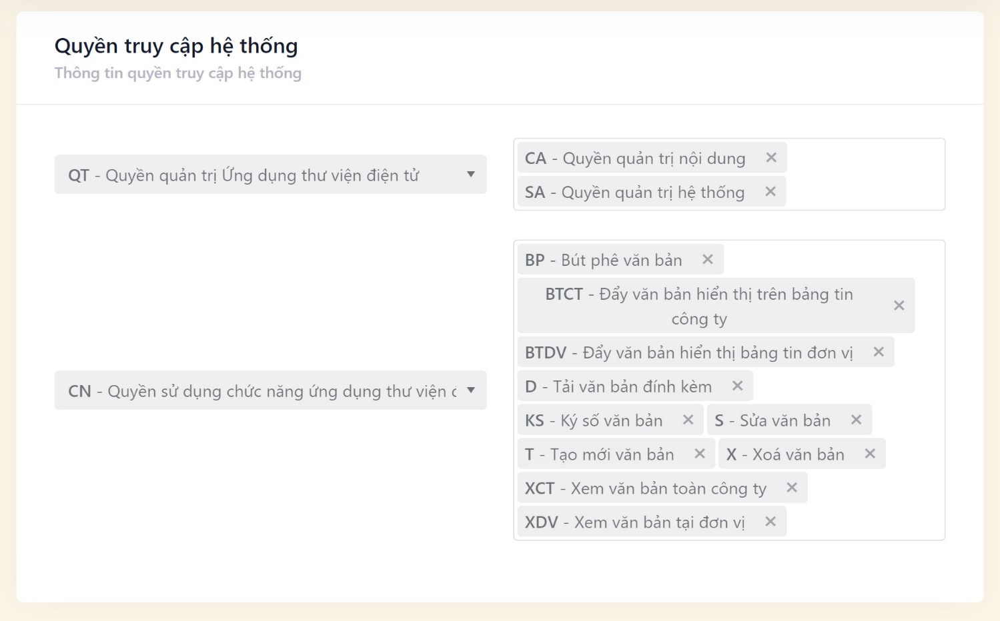 Quyền truy cập hệ thống
Thông tin quyền truy cập hệ thống
QT - Quyền quản trị Ứng dụng thư viện điện tử
CA - Quyền quản trị nội dung
SA - Quyền quản trị hệ thống
CN - Quyền sử dụng chức năng ứng dụng thư viện
BP - Bút phê văn bản
BTCT - Đẩy văn bản hiển thị trên bảng tin
công ty
BTDV - Đẩy văn bản hiển thị bảng tin đơn vị
D - Tải văn bản đính kèm
KS - Ký số văn bản S - Sửa văn bản
T - Tạo mới văn bản X - Xoá văn bản
XCT - Xem văn bản toàn công ty
XDV - Xem văn bản tại đơn vị